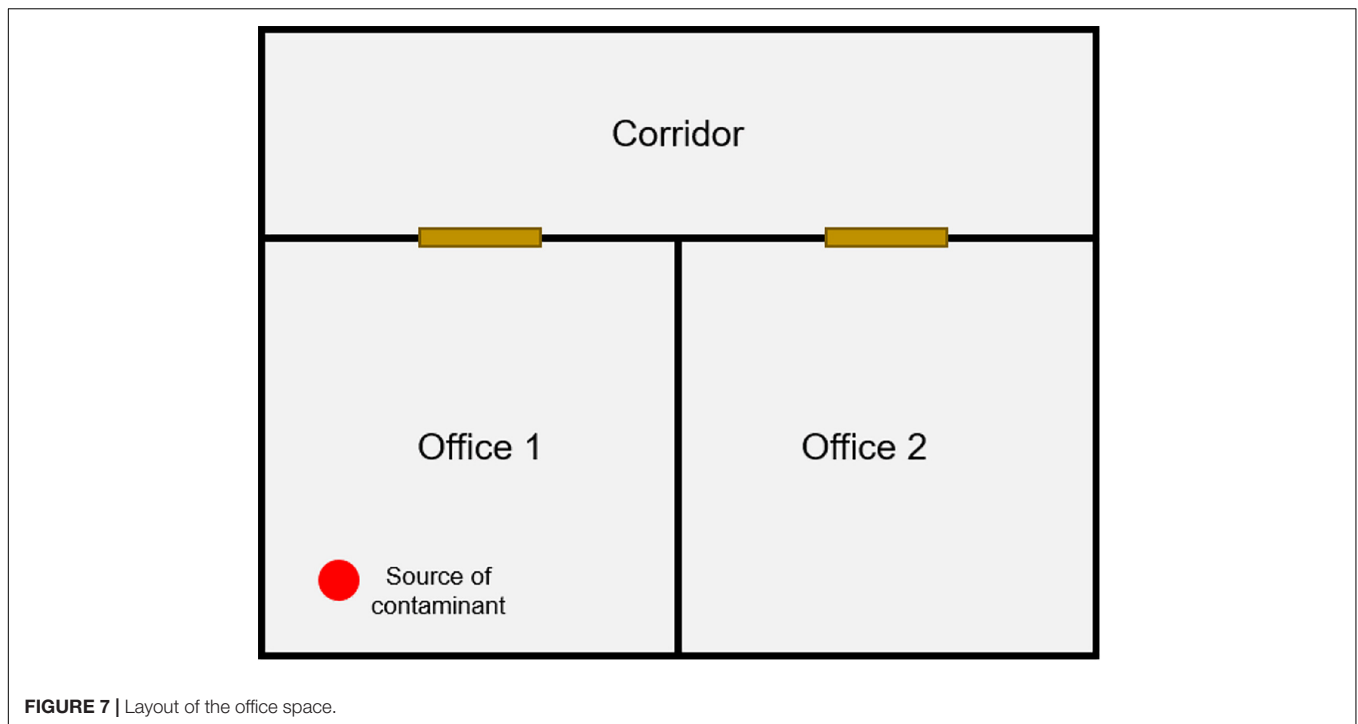 Corridor
Office 1
Office 2
Source of
contaminant
FIGURE 7 | Layout of the office space.